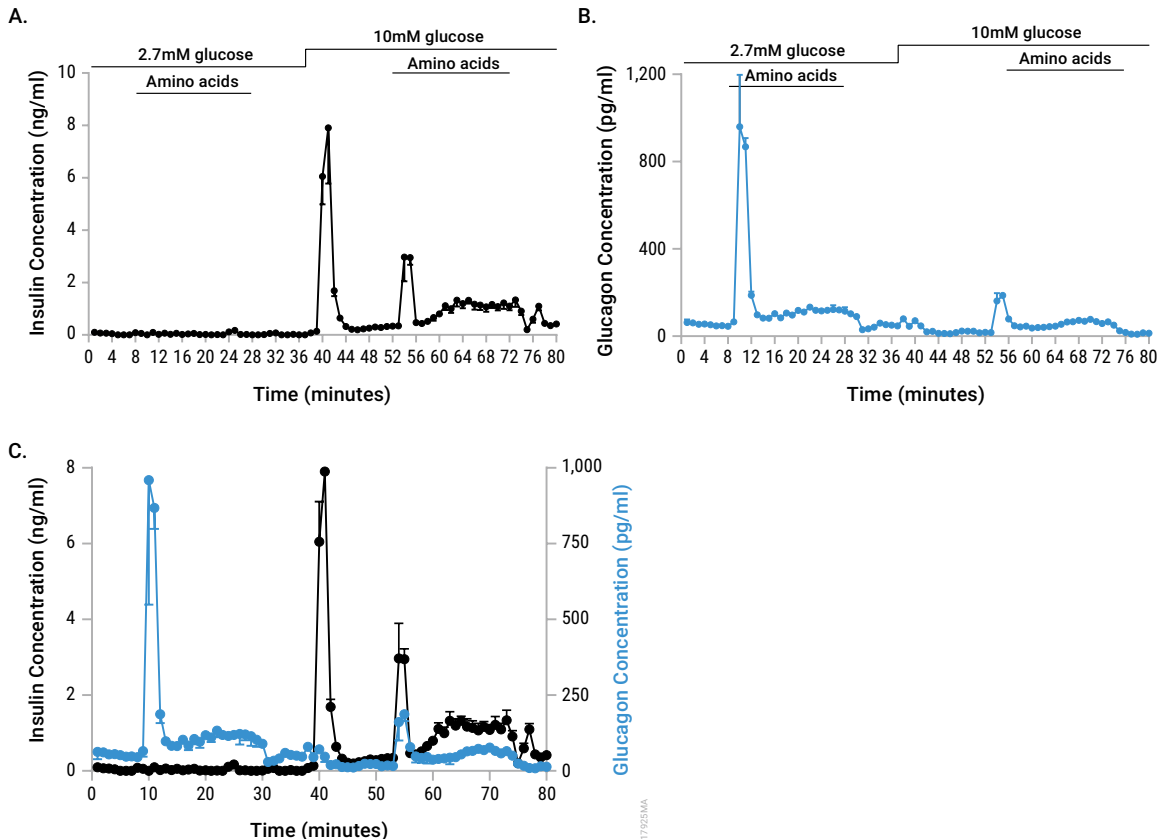 A.
2.7mM glucose
10mM glucose
Amino acids
Amino acids
Insulin Concentration (ng/ml)
10
8
6
4
2
0
0 4 8 12 16 20 24 28 32 36 40 44 48 52 56 60 64 68 72 76 80
Time (minutes)
B.
2.7mM glucose
10mM glucose
Amino acids
Amino acids
Glucagon Concentration (pg/ml)
1,200
800
400
0
0 4 8 12 16 20 24 28 32 36 40 44 48 52 56 60 64 68 72 76 80
Time (minutes)
C.
Insulin Concentration (ng/ml)
8
6
4
2
0
1,000
750
500
250
0
Glucagon Concentration (pg/ml)
0 10 20 30 40 50 60 70 80
Time (minutes)
17925MA